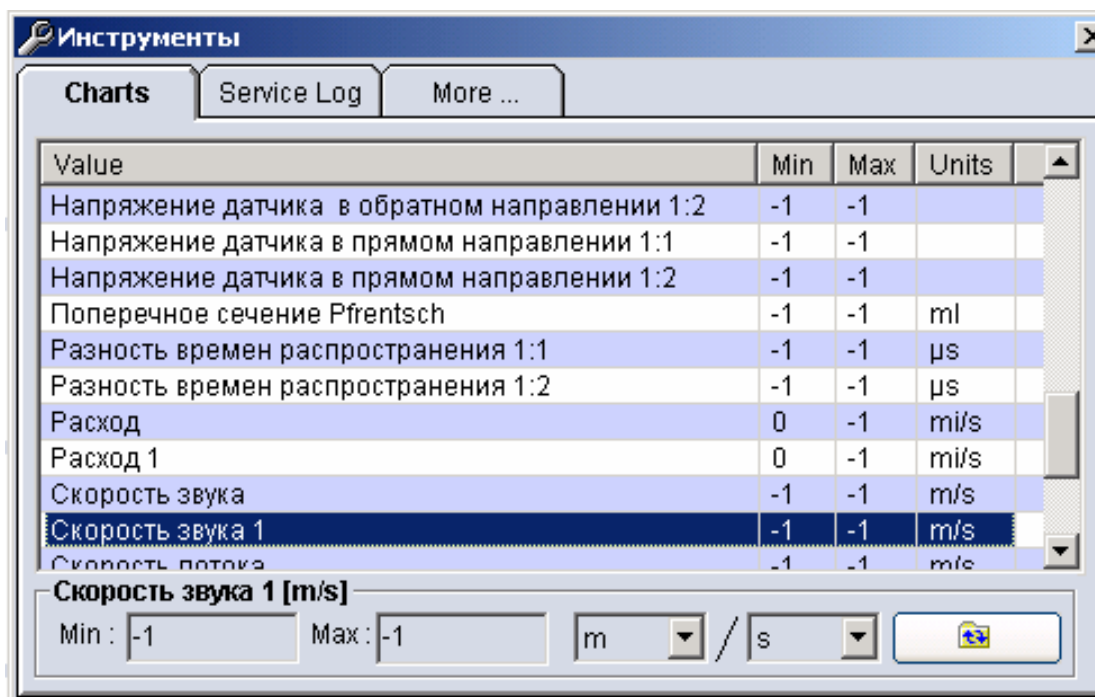 Инструменты
Charts Service Log More ...
Value Min Max Units
Напряжение датчика в обратном направлении 1:2 -1 -1
Напряжение датчика в прямом направлении 1:1 -1 -1
Напряжение датчика в прямом направлении 1:2 -1 -1
Поперечное сечение Pfrentsch -1 -1 ml
Разность времен распространения 1:1 -1 -1 µs
Разность времен распространения 1:2 -1 -1 µs
Расход 0 -1 mi/s
Расход 1 0 -1 mi/s
Скорость звука -1 -1 m/s
Скорость звука 1 -1 -1 m/s
Скорость потока -1 -1 m/s
Скорость звука 1 [m/s]
Min : -1 Max : -1 m / s